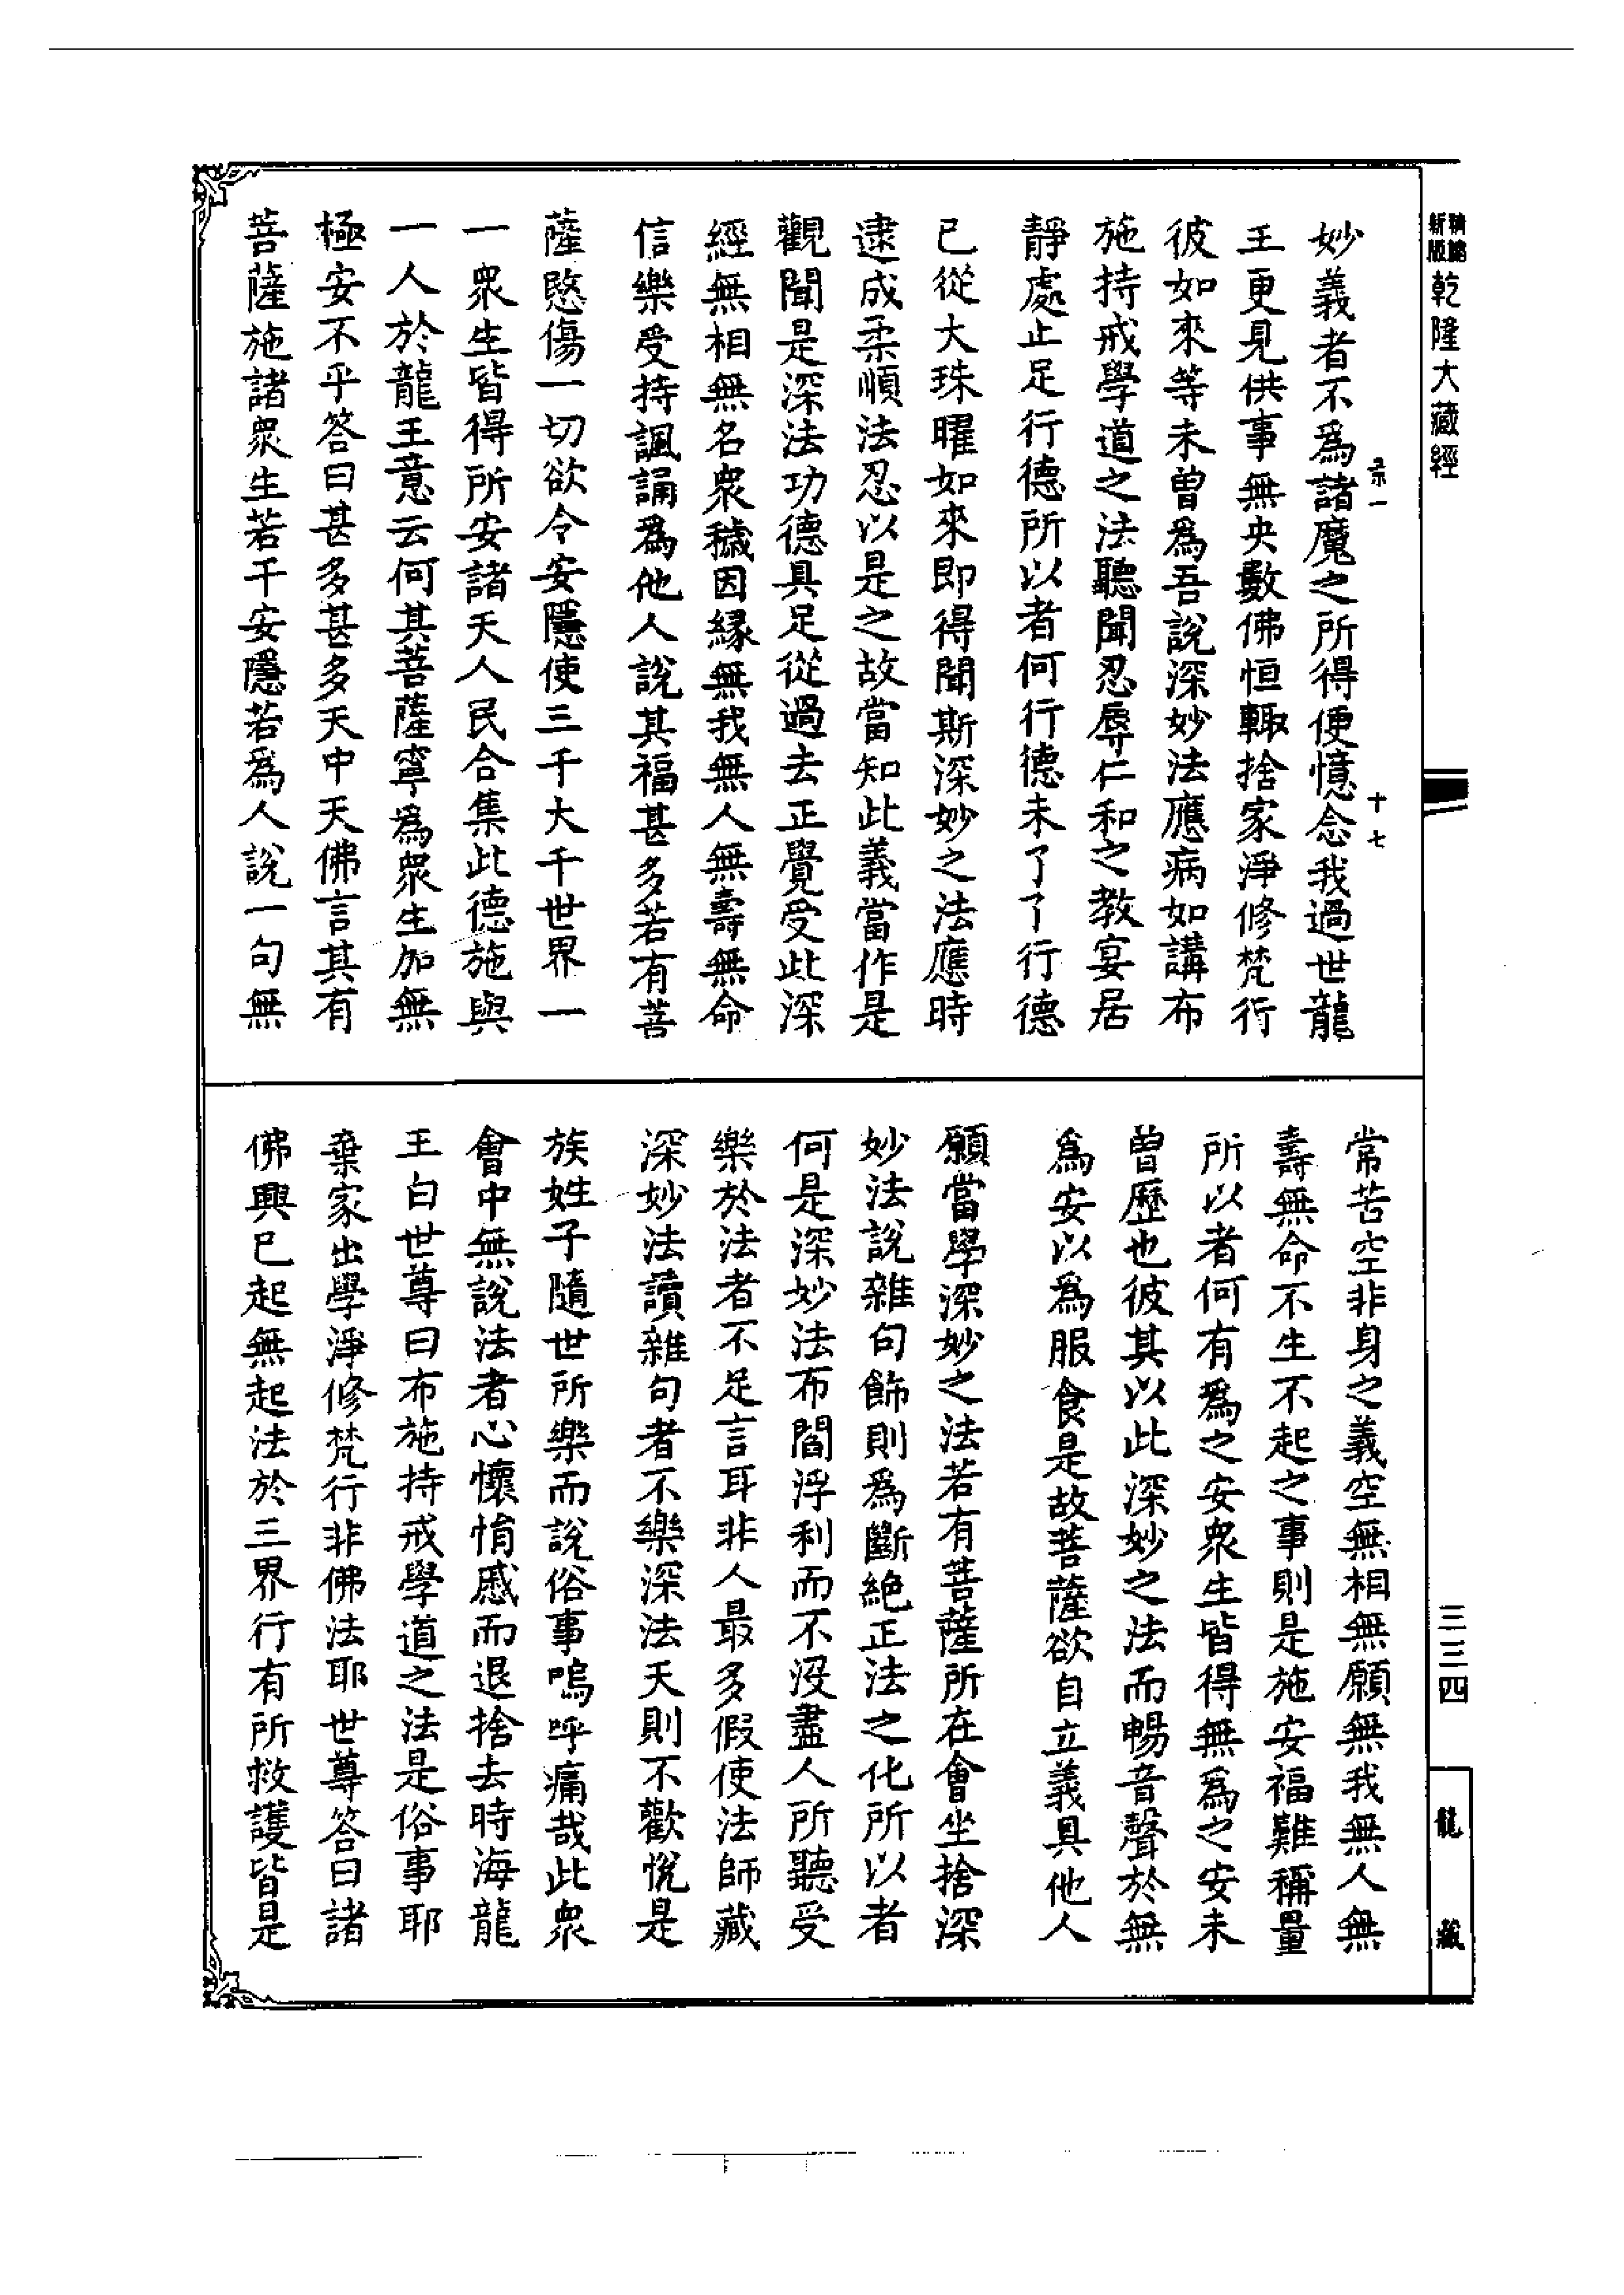 新版
乾隆大藏經
三三四
龍藏
十七
妙義者不爲諸魔之所得便憶念我過世龍
王更見供事無央數佛恒輒捨家淨修梵行
彼如來等未曾爲吾說深妙法應病如講布
施持戒學道之法聽聞忍辱仁和之教宴居
靜處止足行德所以者何行德未了了行德
已從大珠曜如來即得聞斯深妙之法應時
逮成柔順法忍以是之故當知此義當作是
觀聞是深法功德具足從過去正覺受此深
經無相無名衆穢因緣無我無人無壽無命
信樂受持諷誦爲他人說其福甚多若有菩
薩愍傷一切欲令安隱使三千大千世界一
一衆生皆得所安諸天人民合集此德施與
一人於龍王意云何其菩薩寧爲衆生加無
極安不乎答曰甚多甚多天中天佛言其有
菩薩施諸衆生若干安隱若爲人說一句無
常苦空非身之義空無相無願無我無人無
壽無命不生不起之事則是施安福難稱量
所以者何有爲之安衆生皆得無爲之安未
曾歷也彼其以此深妙之法而暢音聲於無
爲安以爲服食是故菩薩欲自立義具他人
願當學深妙之法若有菩薩所在會坐捨深
妙法說雜句飾則爲斷絕正法之化所以者
何是深妙法布閻浮利而不沒盡人所聽受
樂於法者不足言耳非人最多假使法師藏
深妙法讀雜句者不樂深法天則不歡悅是
族姓子隨世所樂而說俗事嗚呼痛哉此衆
會中無說法者心懷悁慼而退捨去時海龍
王白世尊曰布施持戒學道之法是俗事耶
棄家出學淨修梵行非佛法耶世尊答曰諸
佛興已起無起法於三界行有所救護皆是